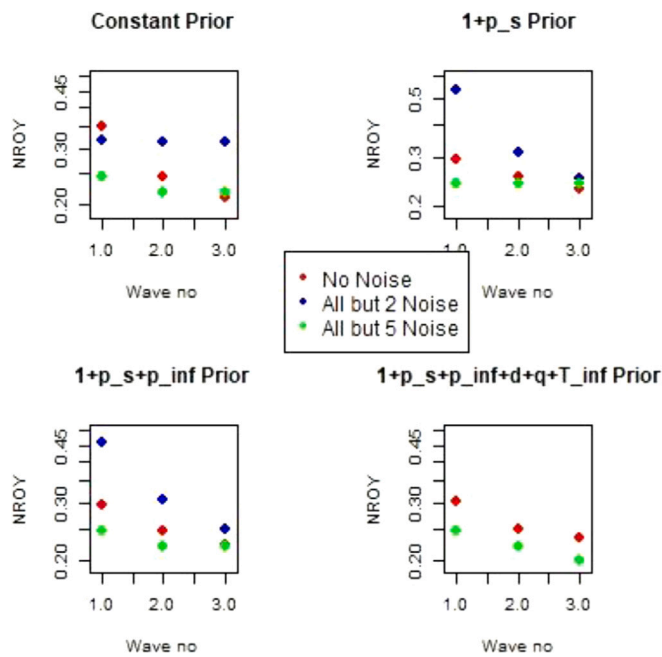 Constant Prior
NROY
0.20 0.30 0.45
1.0 2.0 3.0
Wave no
1+p_s Prior
NROY
0.2 0.3 0.5
1.0 2.0 3.0
Wave no
No Noise
All but 2 Noise
All but 5 Noise
1+p_s+p_inf Prior
NROY
0.20 0.30 0.45
1.0 2.0 3.0
Wave no
1+p_s+p_inf+d+q+T_inf Prior
NROY
0.20 0.30 0.45
1.0 2.0 3.0
Wave no